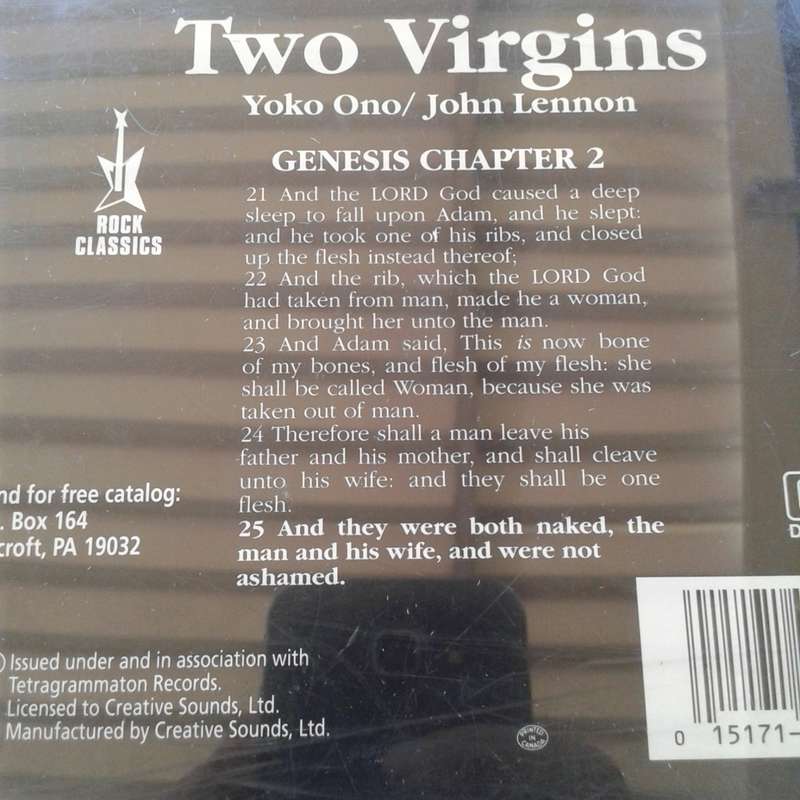 Two Virgins
Yoko Ono/ John Lennon
ROCK
CLASSICS
GENESIS CHAPTER 2
21 And the LORD God caused a deep
sleep to fall upon Adam, and he slept:
and he took one of his ribs, and closed
up the flesh instead thereof;
22 And the rib, which the LORD God
had taken from man, made he a woman,
and brought her unto the man.
23 And Adam said, This is now bone
of my bones, and flesh of my flesh: she
shall be called Woman, because she was
taken out of man.
24 Therefore shall a man leave his
father and his mother, and shall cleave
unto his wife: and they shall be one
flesh.
25 And they were both naked, the
man and his wife, and were not
ashamed.
nd for free catalog:
. Box 164
croft, PA 19032
Issued under and in association with
Tetragrammaton Records.
Licensed to Creative Sounds, Ltd.
Manufactured by Creative Sounds, Ltd.
PRINTED
IN
CANADA
0 15171-